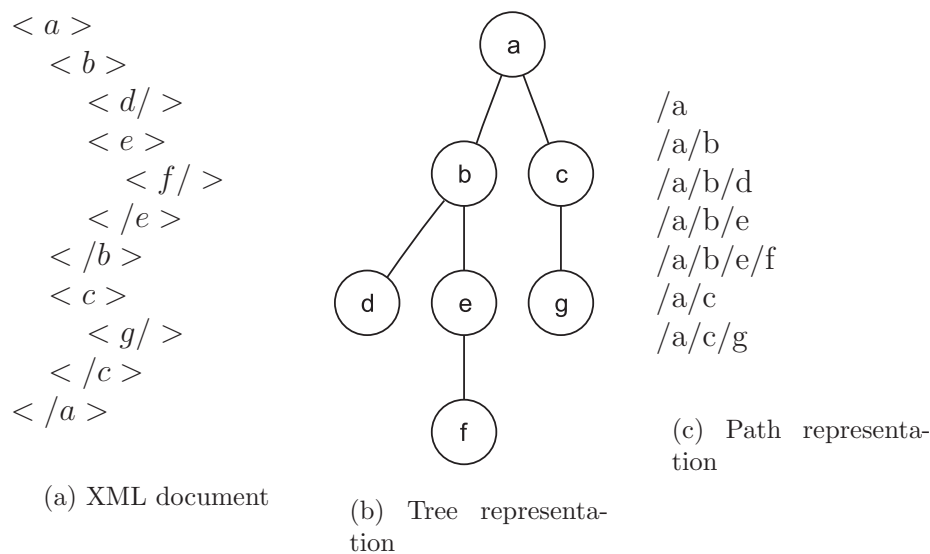 < a >
< b >
< d/ >
< e >
< f/ >
< /e >
< /b >
< c >
< g/ >
< /c >
< /a >
(a) XML document
a
b c
d e g
f
(b) Tree representa-
tion
/a
/a/b
/a/b/d
/a/b/e
/a/b/e/f
/a/c
/a/c/g
(c) Path representa-
tion